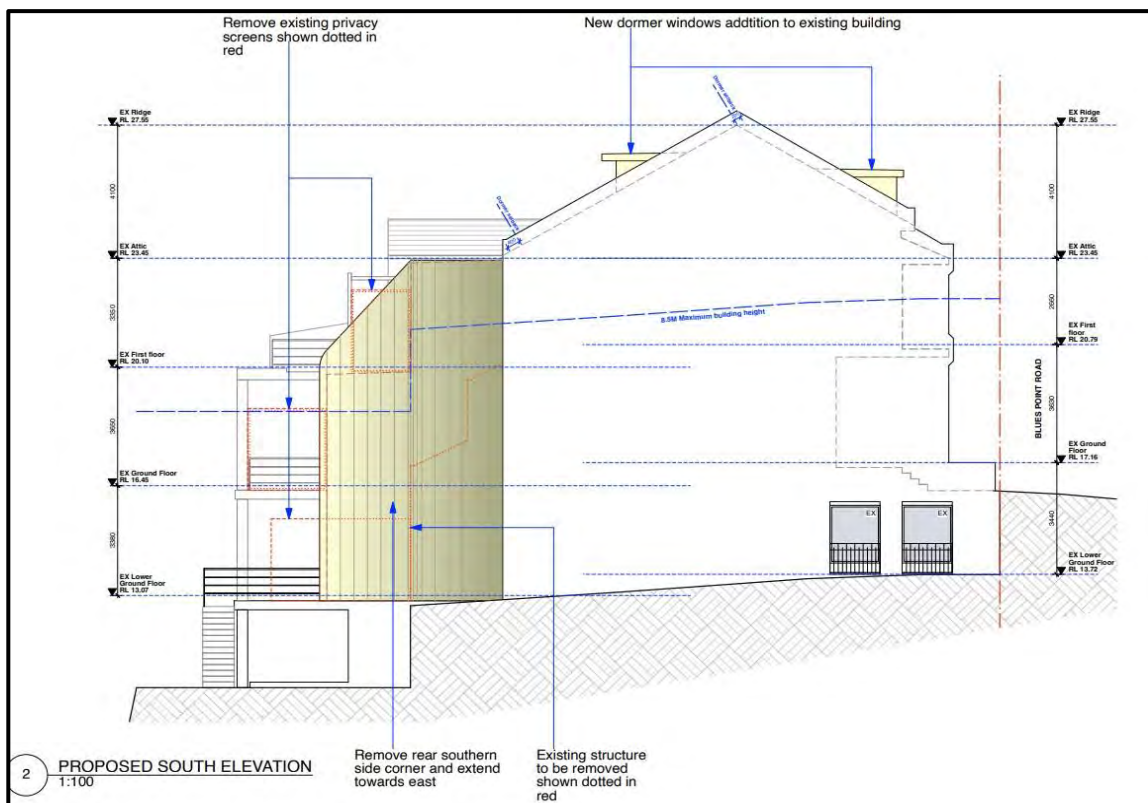 Remove existing privacy
screens shown dotted in
red
New dormer windows addtition to existing building
Dormer setback
EX Ridge
RL 27.55
EX Ridge
RL 27.55
4100
4100
Dormer setback
EX Attic
RL 23.45
EX Attic
RL 23.45
3350
2660
8.5M Maximum building height
EX First floor
RL 20.10
EX First
floor
RL 20.79
BLUES POINT ROAD
3650
3630
EX Ground Floor
RL 16.45
EX Ground
Floor
RL 17.16
EX
EX
3380
3440
EX Lower
Ground Floor
RL 13.07
EX Lower
Ground Floor
RL 13.72
Remove rear southern
side corner and extend
towards east
Existing structure
to be removed
shown dotted in
red
2
PROPOSED SOUTH ELEVATION
1:100